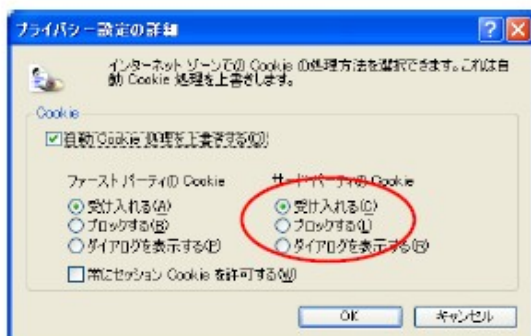 プライバシー設定の詳細
インターネット ゾーンでの Cookie の処理方法を選択できます。これは自
動 Cookie 処理を上書きします。
Cookie
自動 Cookie 処理を上書きする(O)
ファースト パーティの Cookie
サード パーティの Cookie
受け入れる(A)
受け入れる(C)
ブロックする(B)
ブロックする(L)
ダイアログを表示する(P)
ダイアログを表示する(R)
常にセッション Cookie を許可する(W)
OK
キャンセル